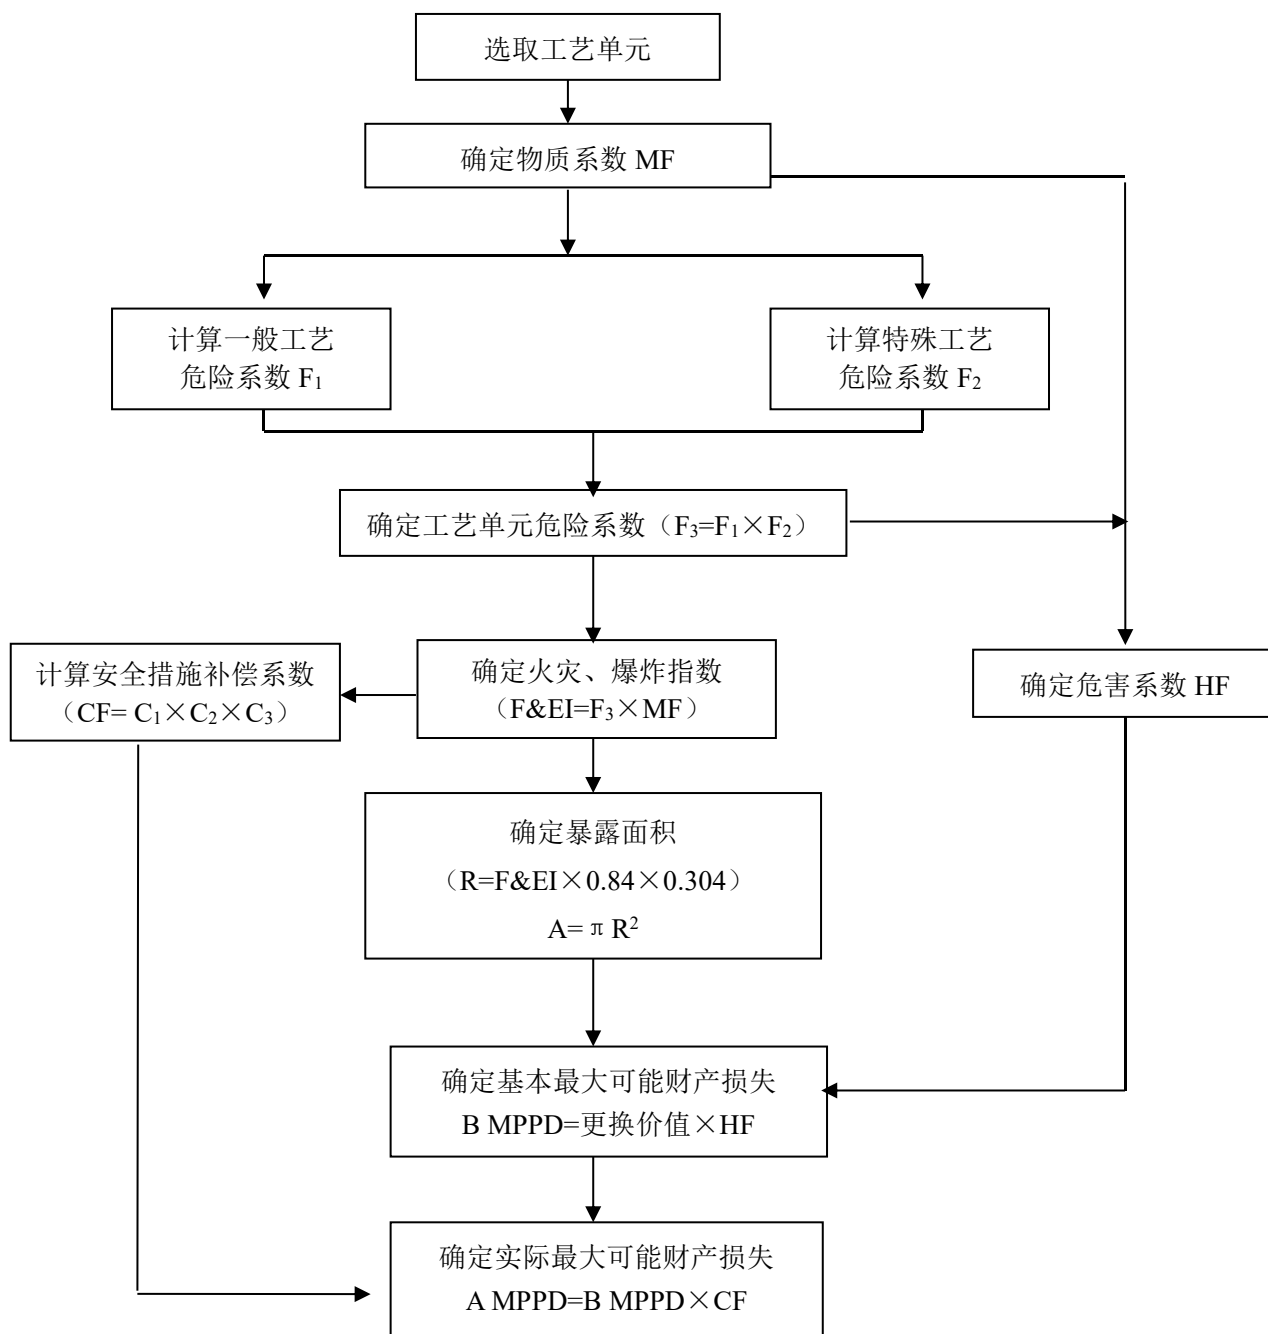 选取工艺单元
确定物质系数 MF
计算一般工艺
危险系数 F₁
计算特殊工艺
危险系数 F₂
确定工艺单元危险系数（F₃=F₁×F₂）
计算安全措施补偿系数
（CF= C₁×C₂×C₃）
确定火灾、爆炸指数
（F&EI=F₃×MF）
确定危害系数 HF
确定暴露面积
（R=F&EI×0.84×0.304）
A= π R²
确定基本最大可能财产损失
B MPPD=更换价值×HF
确定实际最大可能财产损失
A MPPD=B MPPD×CF